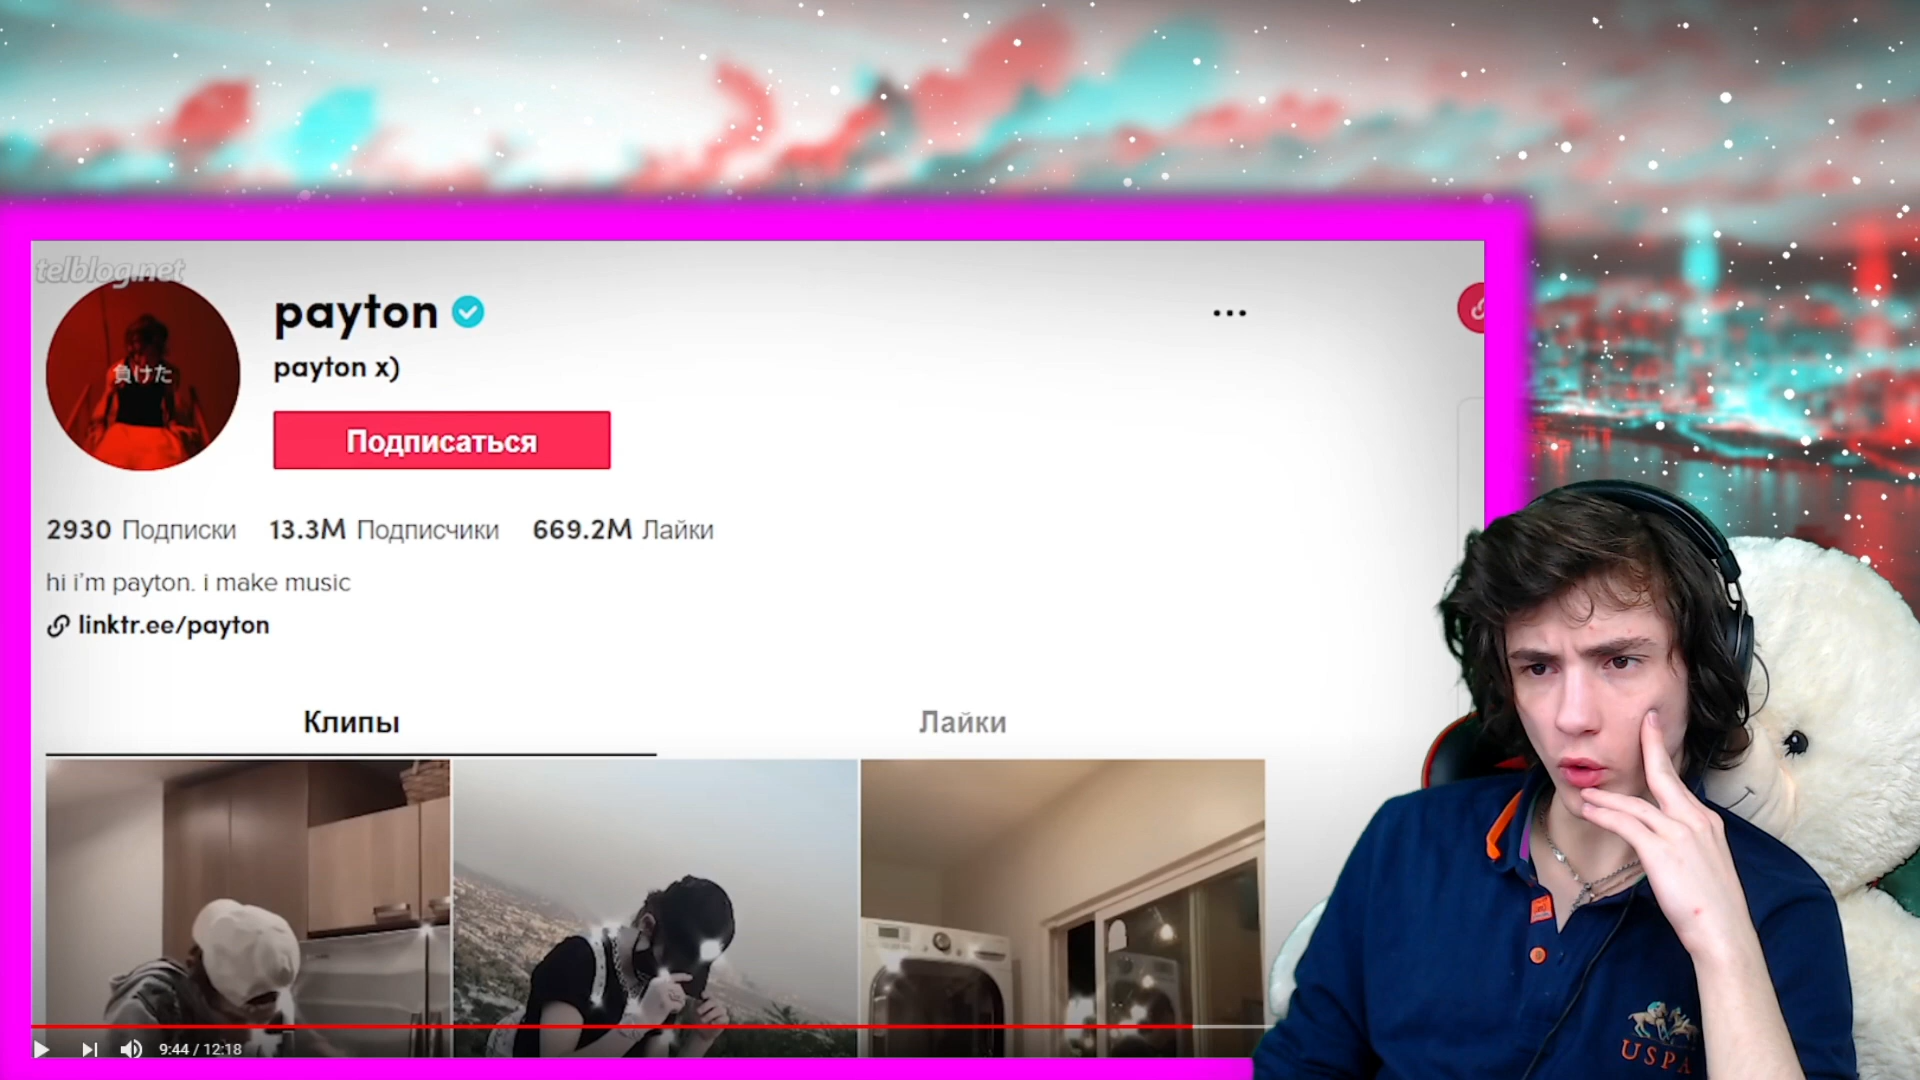 telblog.net
payton
payton x)
負けた
Подписаться
2930 Подписки 13.3M Подписчики 669.2M Лайки
hi i'm payton. i make music
linktr.ee/payton
Клипы Лайки
9:44 / 12:18
USPA